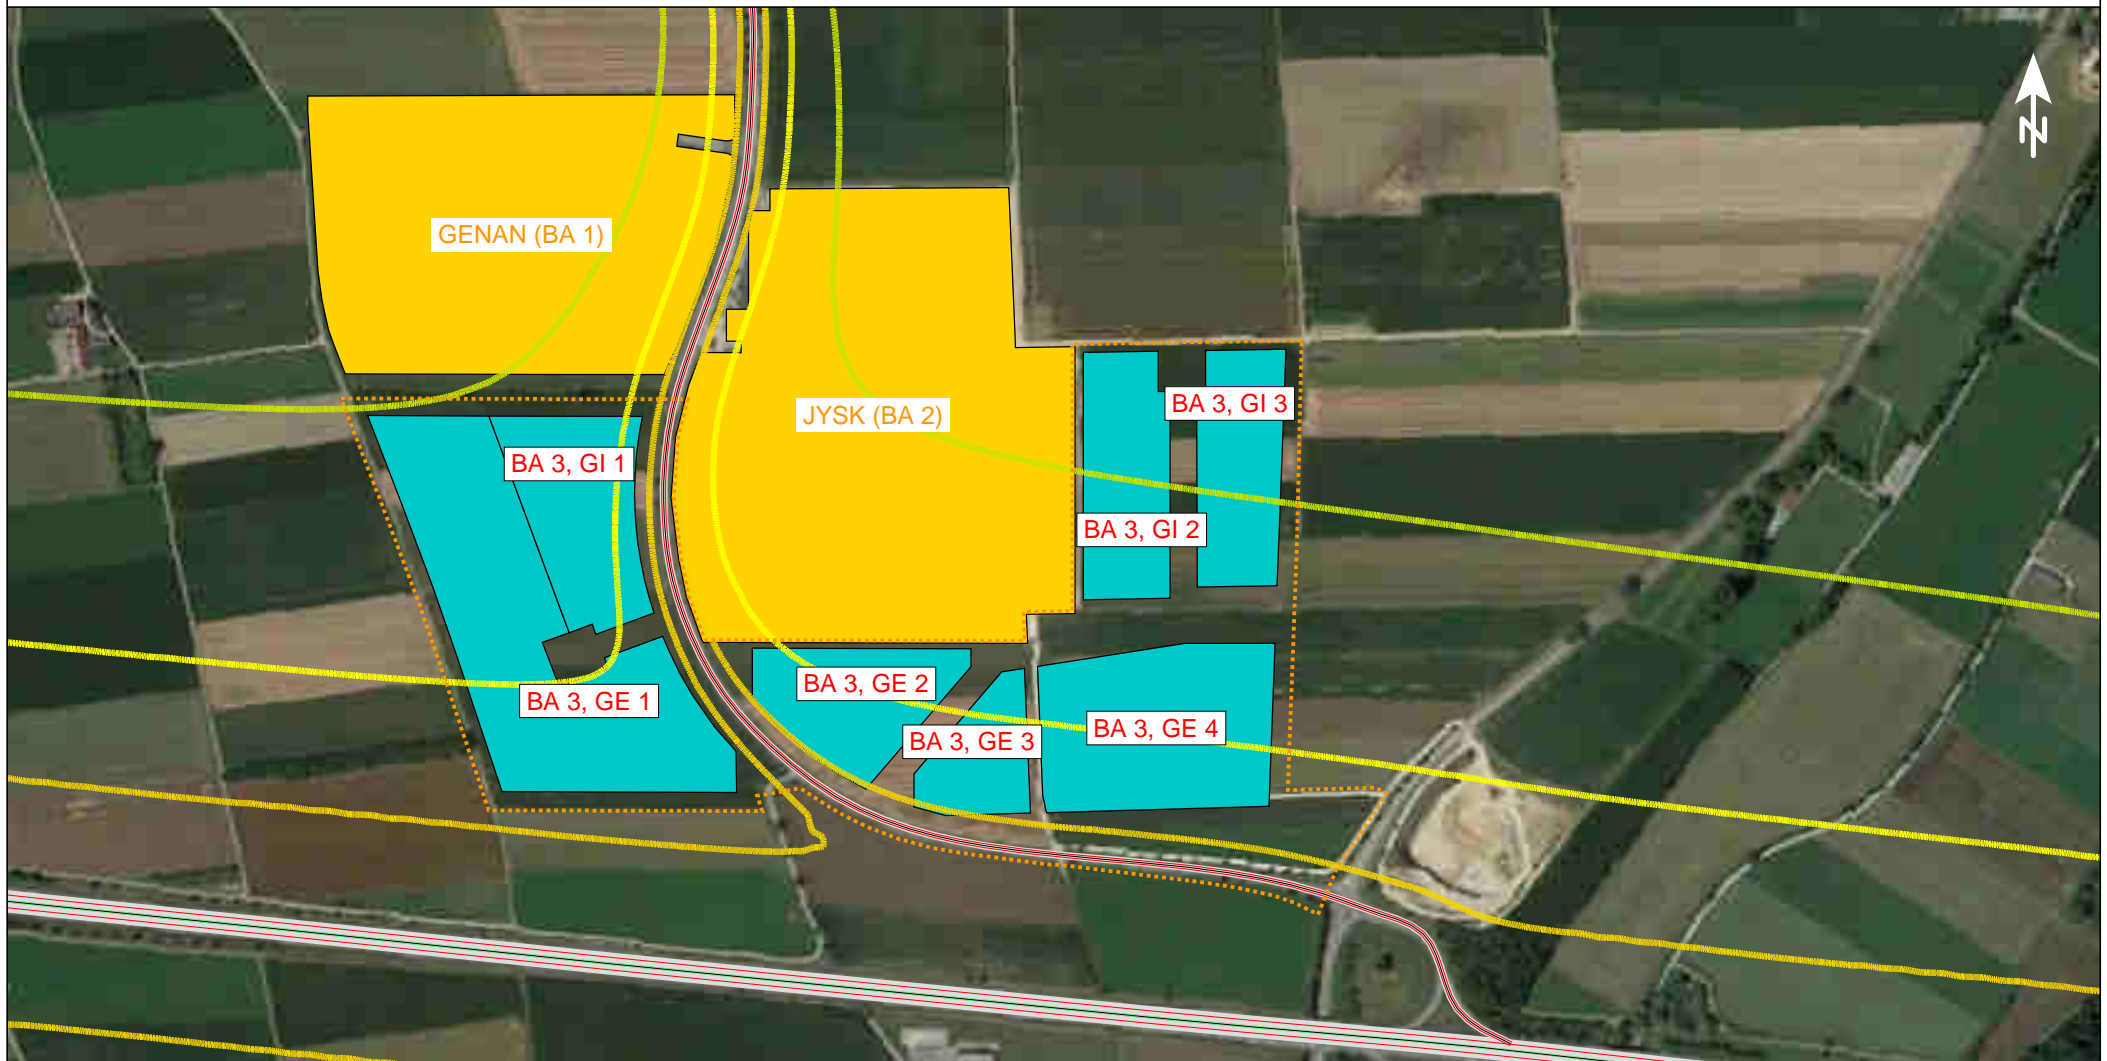 N
GENAN (BA 1)
JYSK (BA 2)
BA 3, GI 3
BA 3, GI 1
BA 3, GI 2
BA 3, GE 2
BA 3, GE 1
BA 3, GE 4
BA 3, GE 3